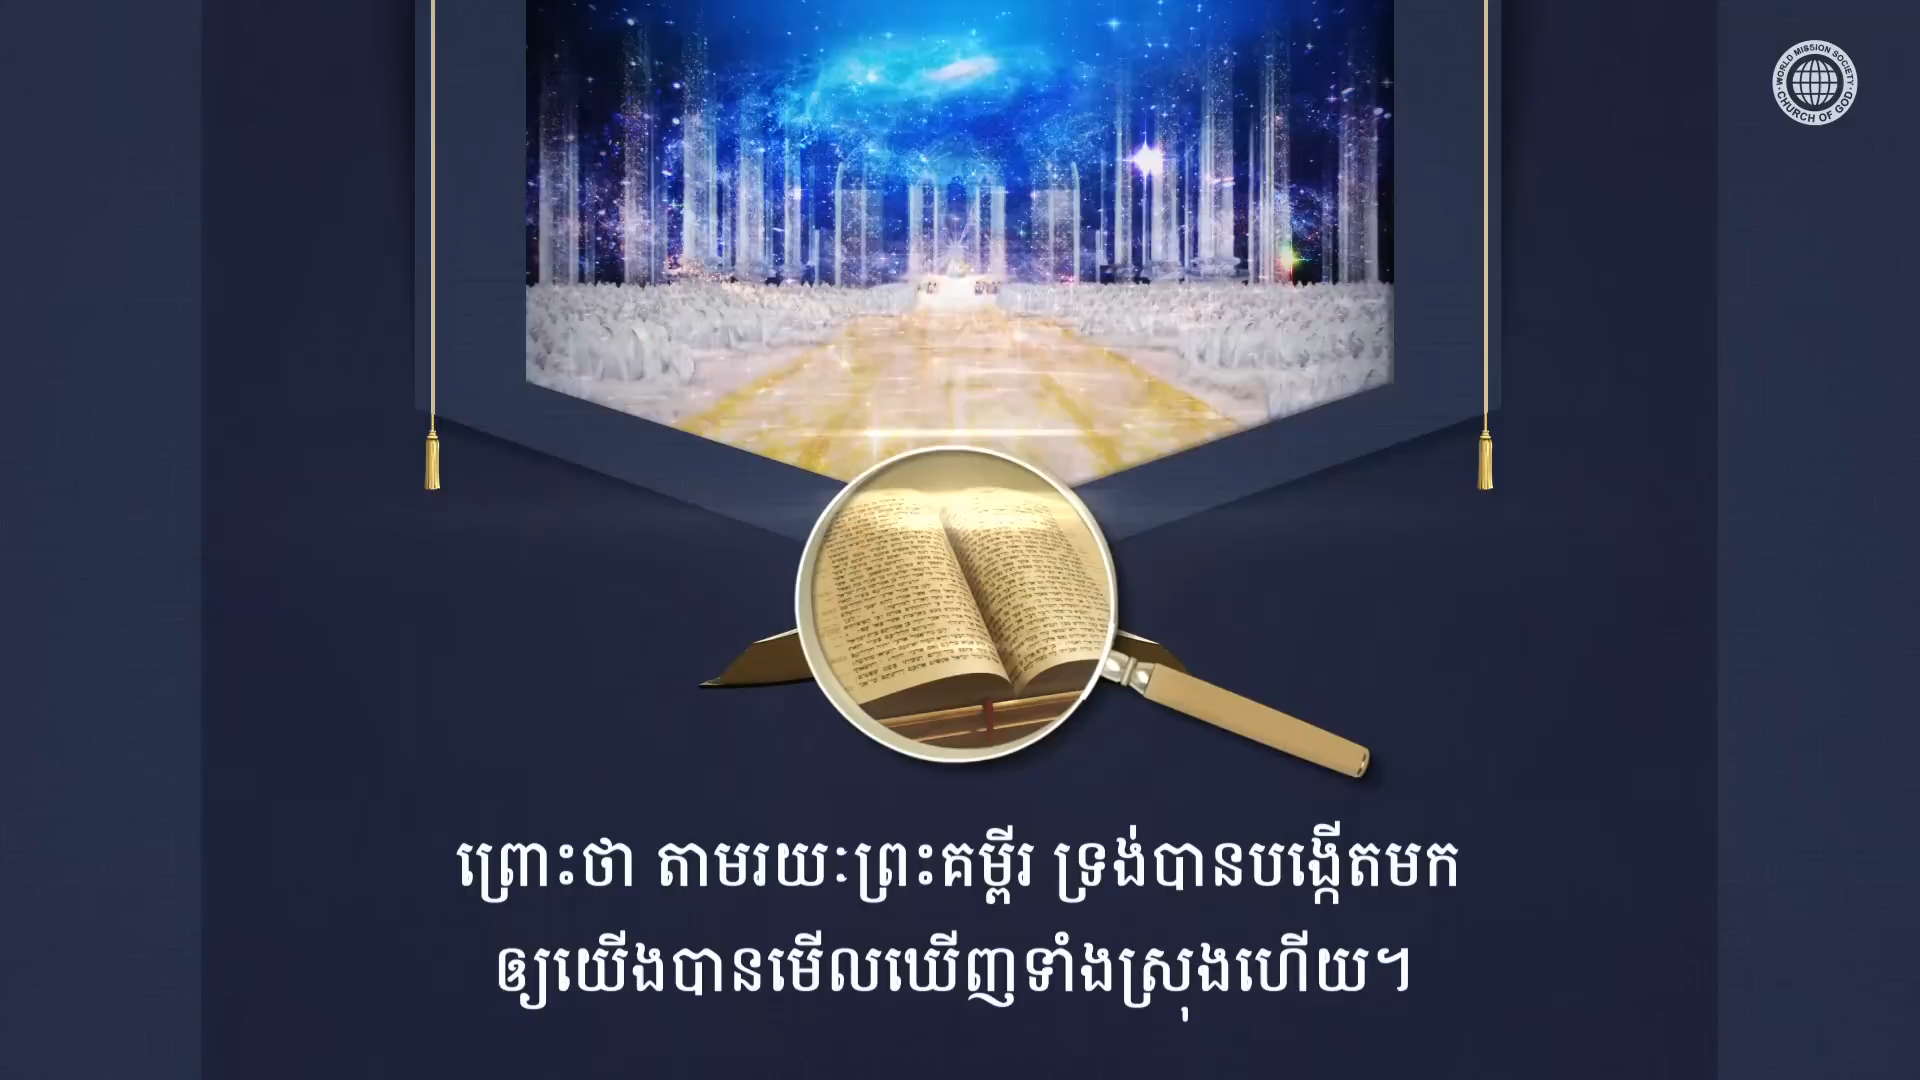 WORLD MISSION SOCIETY
CHURCH OF GOD
ព្រោះថា តាមរយៈព្រះគម្ពីរ ទ្រង់បានបង្កើតមក
ឲ្យយើងបានមើលឃើញទាំងស្រុងហើយ។